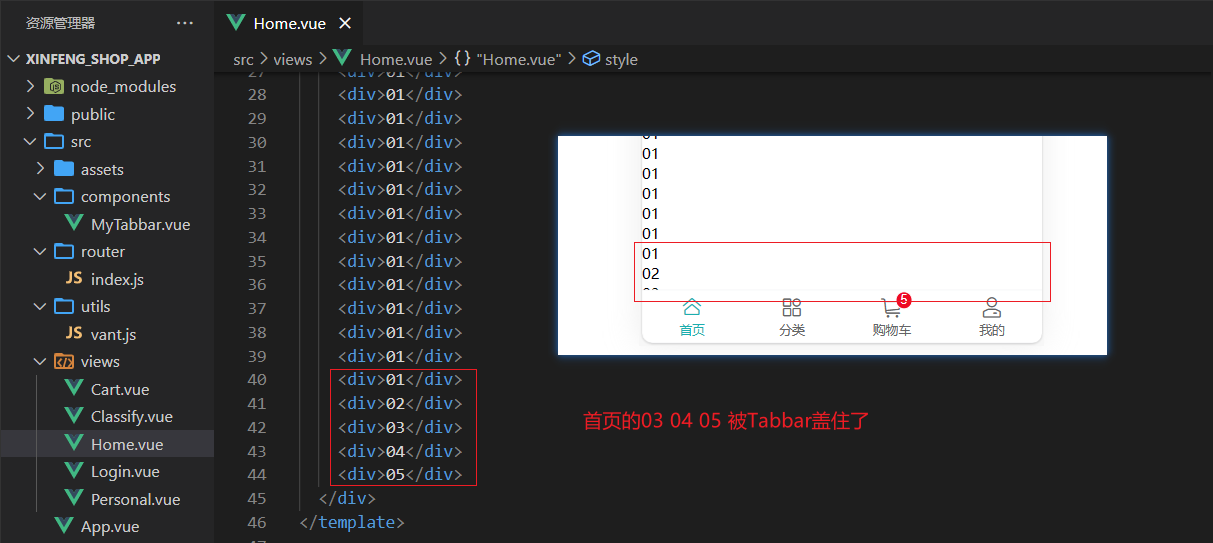 资源管理器 ···
Home.vue ×
XINFENG_SHOP_APP
src > views > Home.vue > {} "Home.vue" > style
node_modules
public
src
assets
components
MyTabbar.vue
router
JS index.js
utils
JS vant.js
views
Cart.vue
Classify.vue
Home.vue
Login.vue
Personal.vue
App.vue
27 <div>01</div>
28 <div>01</div>
29 <div>01</div>
30 <div>01</div>
31 <div>01</div>
32 <div>01</div>
33 <div>01</div>
34 <div>01</div>
35 <div>01</div>
36 <div>01</div>
37 <div>01</div>
38 <div>01</div>
39 <div>01</div>
40 <div>01</div>
41 <div>02</div>
42 <div>03</div>
43 <div>04</div>
44 <div>05</div>
45 </div>
46 </template>
01
01
01
01
01
01
01
02
5
首页 分类 购物车 我的
首页的03 04 05 被Tabbar盖住了